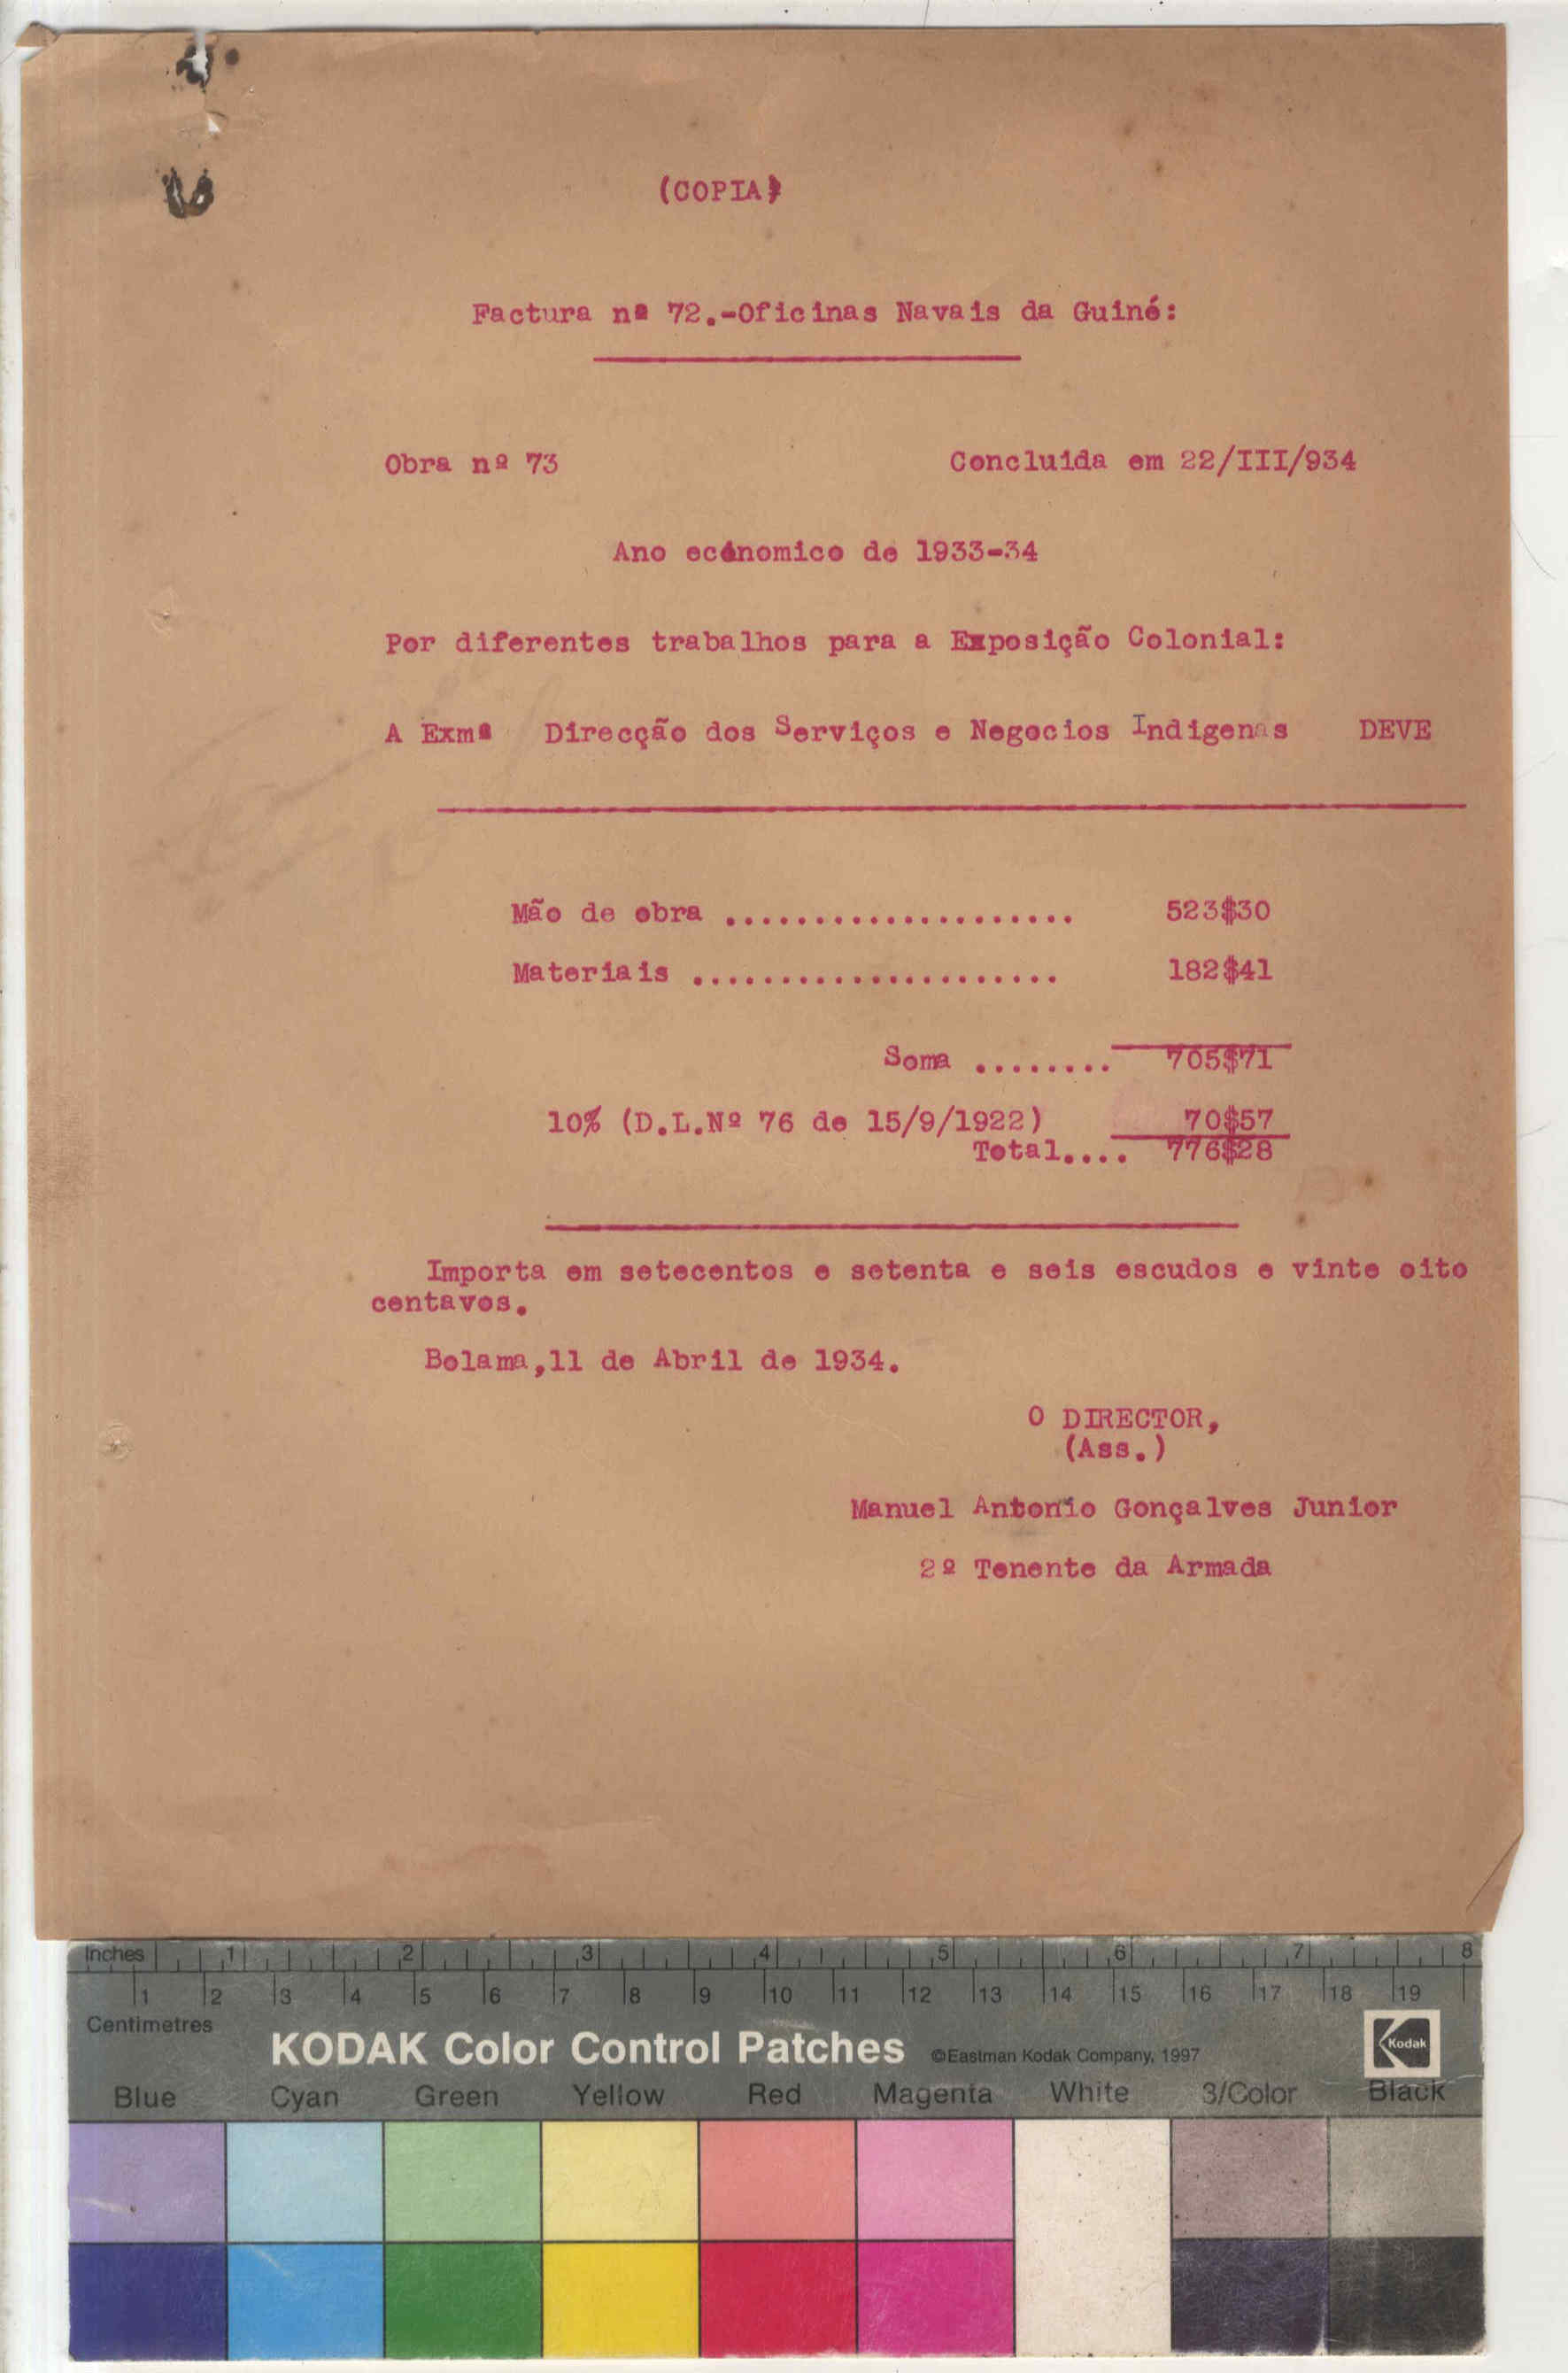 (COPIA)
Factura nª 72.-Oficinas Navais da Guiné:
Obra nº 73 Concluida em 22/III/934
Ano ecónomico de 1933-34
Por diferentes trabalhos para a Exposição Colonial:
A Exmª Direcção dos Serviços e Negocios Indigenas DEVE
Mão de obra .................... 523$30
Materiais ..................... 182$41
Soma ........ 705$71
10% (D.L.Nº 76 de 15/9/1922) 70$57
Total.... 776$28
Importa em setecentos e setenta e seis escudos e vinte oito
centavos.
Bolama,11 de Abril de 1934.
O DIRECTOR,
(Ass.)
Manuel Antonio Gonçalves Junior
2º Tenente da Armada
Inches 1 2 3 4 5 6 7 8
1 2 3 4 5 6 7 8 9 10 11 12 13 14 15 16 17 18 19
Centimetres
KODAK Color Control Patches ©Eastman Kodak Company, 1997 Kodak
Blue Cyan Green Yellow Red Magenta White 3/Color Black